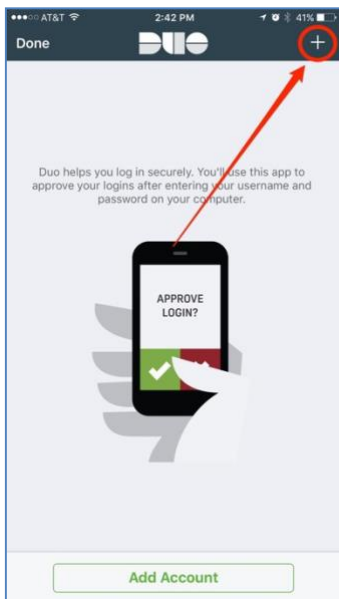 AT&T 2:42 PM 41%
Done DUO +
Duo helps you log in securely. You'll use this app to
approve your logins after entering your username and
password on your computer.
APPROVE
LOGIN?
Add Account